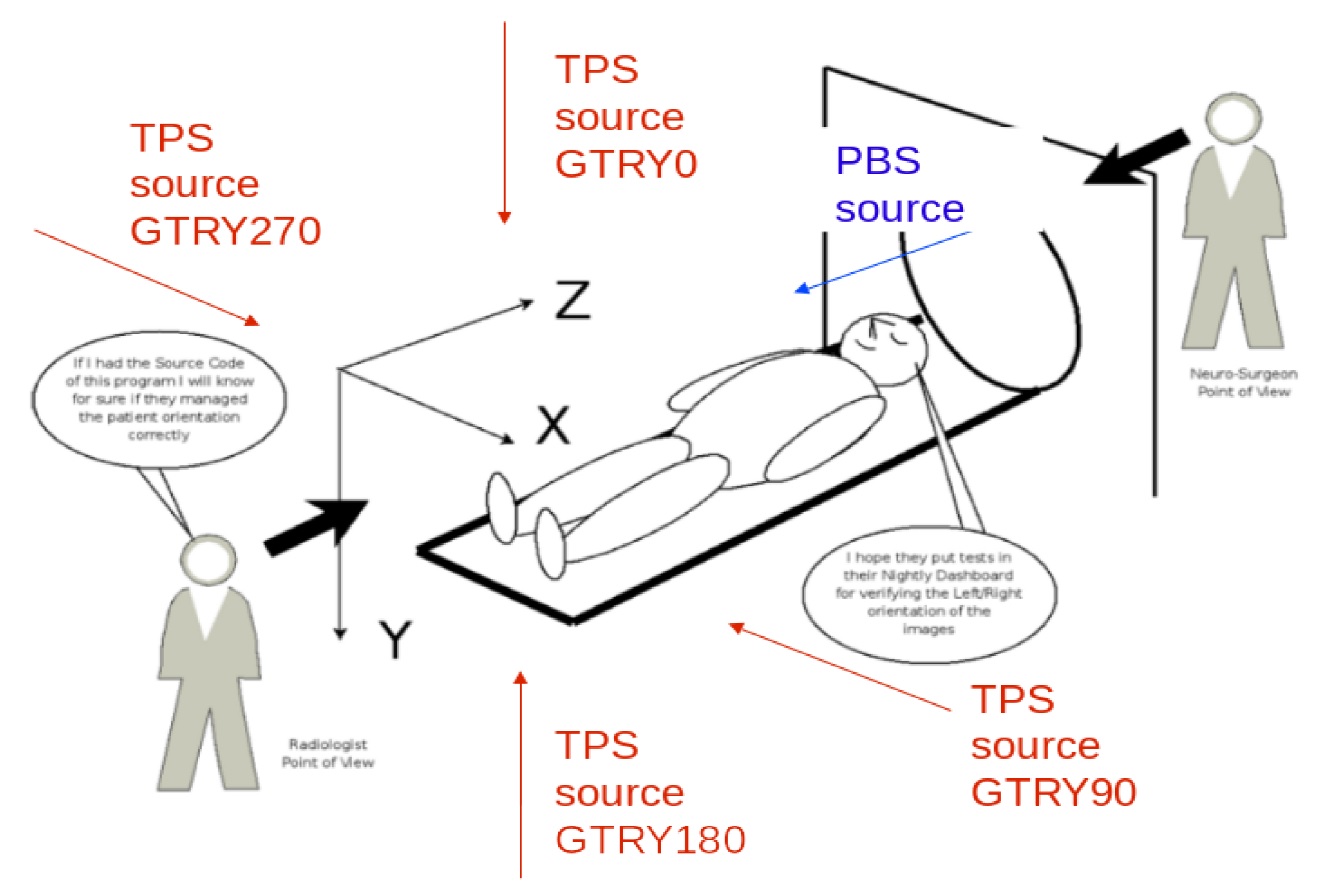 TPS
source
GTRY0
TPS
source
GTRY270
PBS
source
Z
X
Y
If I had the Source Code
of this program I will know
for sure if they managed
the patient orientation
correctly
Neuro-Surgeon
Point of View
I hope they put tests in
their Nightly Dashboard
for verifying the Left/Right
orientation of the
images
Radiologist
Point of View
TPS
source
GTRY180
TPS
source
GTRY90